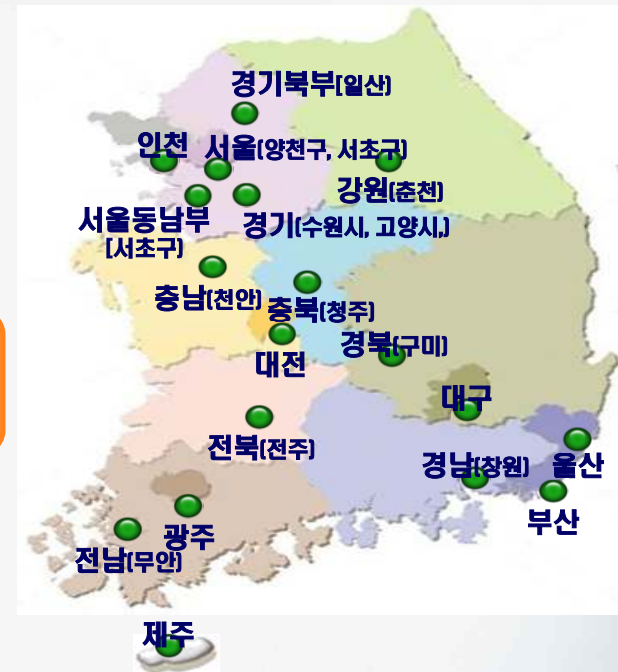 경기북부[일산)
인천 서울(양천구, 서초구)
강원(춘천)
서울동남부
[서초구)
경기(수원시, 고양시,)
충남(천안)
충북(청주)
대전
경북(구미)
대구
전북(전주)
경남(창원)
울산
부산
광주
전남(무안)
제주